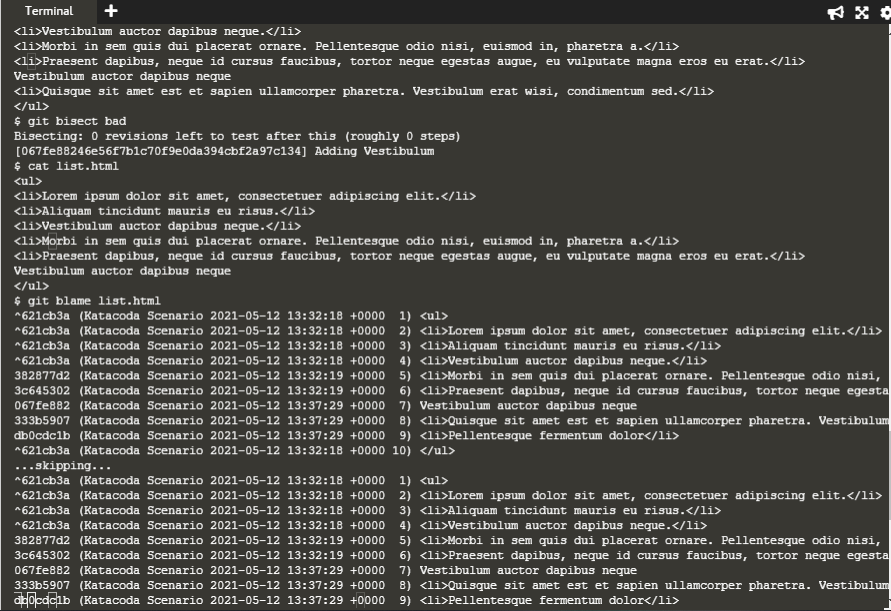 Terminal +
<li>Vestibulum auctor dapibus neque.</li>
<li>Morbi in sem quis dui placerat ornare. Pellentesque odio nisi, euismod in, pharetra a.</li>
<li>Praesent dapibus, neque id cursus faucibus, tortor neque egestas augue, eu vulputate magna eros eu erat.</li>
Vestibulum auctor dapibus neque
<li>Quisque sit amet est et sapien ullamcorper pharetra. Vestibulum erat wisi, condimentum sed.</li>
</ul>
$ git bisect bad
Bisecting: 0 revisions left to test after this (roughly 0 steps)
[067fe88246e56f7b1c70f9e0da394cbf2a97c134] Adding Vestibulum
$ cat list.html
<ul>
<li>Lorem ipsum dolor sit amet, consectetuer adipiscing elit.</li>
<li>Aliquam tincidunt mauris eu risus.</li>
<li>Vestibulum auctor dapibus neque.</li>
<li>Morbi in sem quis dui placerat ornare. Pellentesque odio nisi, euismod in, pharetra a.</li>
<li>Praesent dapibus, neque id cursus faucibus, tortor neque egestas augue, eu vulputate magna eros eu erat.</li>
Vestibulum auctor dapibus neque
</ul>
$ git blame list.html
^621cb3a (Katacoda Scenario 2021-05-12 13:32:18 +0000  1) <ul>
^621cb3a (Katacoda Scenario 2021-05-12 13:32:18 +0000  2) <li>Lorem ipsum dolor sit amet, consectetuer adipiscing elit.</li>
^621cb3a (Katacoda Scenario 2021-05-12 13:32:18 +0000  3) <li>Aliquam tincidunt mauris eu risus.</li>
^621cb3a (Katacoda Scenario 2021-05-12 13:32:18 +0000  4) <li>Vestibulum auctor dapibus neque.</li>
382877d2 (Katacoda Scenario 2021-05-12 13:32:19 +0000  5) <li>Morbi in sem quis dui placerat ornare. Pellentesque odio nisi,
3c645302 (Katacoda Scenario 2021-05-12 13:32:19 +0000  6) <li>Praesent dapibus, neque id cursus faucibus, tortor neque egesta
067fe882 (Katacoda Scenario 2021-05-12 13:37:29 +0000  7) Vestibulum auctor dapibus neque
333b5907 (Katacoda Scenario 2021-05-12 13:37:29 +0000  8) <li>Quisque sit amet est et sapien ullamcorper pharetra. Vestibulum
db0cdc1b (Katacoda Scenario 2021-05-12 13:37:29 +0000  9) <li>Pellentesque fermentum dolor</li>
^621cb3a (Katacoda Scenario 2021-05-12 13:32:18 +0000 10) </ul>
...skipping...
^621cb3a (Katacoda Scenario 2021-05-12 13:32:18 +0000  1) <ul>
^621cb3a (Katacoda Scenario 2021-05-12 13:32:18 +0000  2) <li>Lorem ipsum dolor sit amet, consectetuer adipiscing elit.</li>
^621cb3a (Katacoda Scenario 2021-05-12 13:32:18 +0000  3) <li>Aliquam tincidunt mauris eu risus.</li>
^621cb3a (Katacoda Scenario 2021-05-12 13:32:18 +0000  4) <li>Vestibulum auctor dapibus neque.</li>
382877d2 (Katacoda Scenario 2021-05-12 13:32:19 +0000  5) <li>Morbi in sem quis dui placerat ornare. Pellentesque odio nisi,
3c645302 (Katacoda Scenario 2021-05-12 13:32:19 +0000  6) <li>Praesent dapibus, neque id cursus faucibus, tortor neque egesta
067fe882 (Katacoda Scenario 2021-05-12 13:37:29 +0000  7) Vestibulum auctor dapibus neque
333b5907 (Katacoda Scenario 2021-05-12 13:37:29 +0000  8) <li>Quisque sit amet est et sapien ullamcorper pharetra. Vestibulum
db0cdc1b (Katacoda Scenario 2021-05-12 13:37:29 +0000  9) <li>Pellentesque fermentum dolor</li>